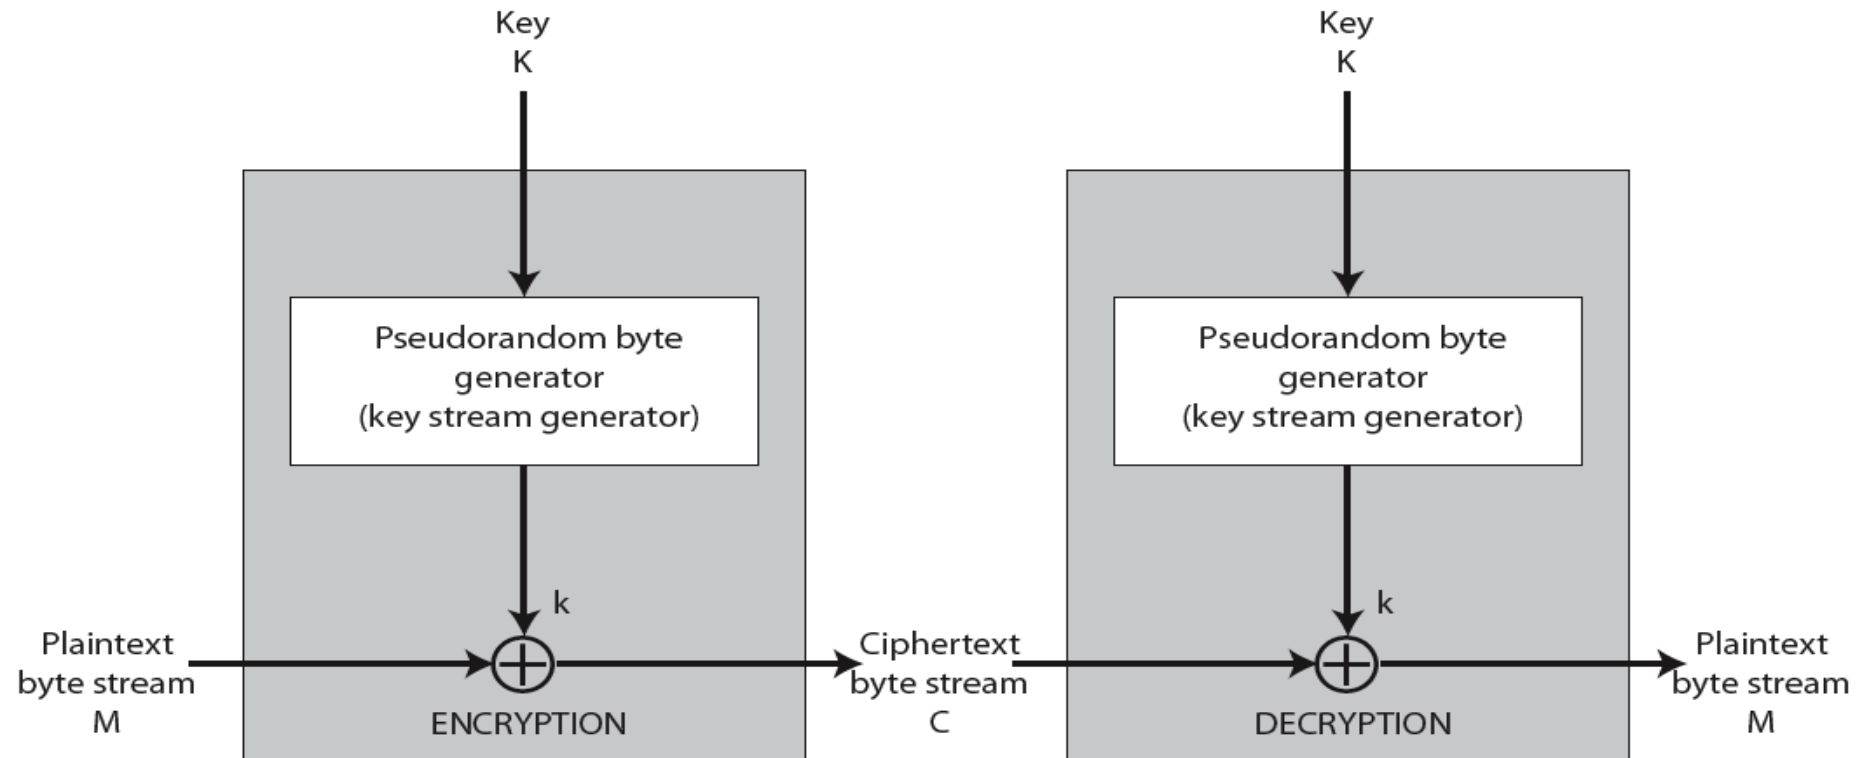 Key
K
Key
K
Pseudorandom byte
generator
(key stream generator)
Pseudorandom byte
generator
(key stream generator)
k
k
Plaintext
byte stream
M
ENCRYPTION
Ciphertext
byte stream
C
DECRYPTION
Plaintext
byte stream
M